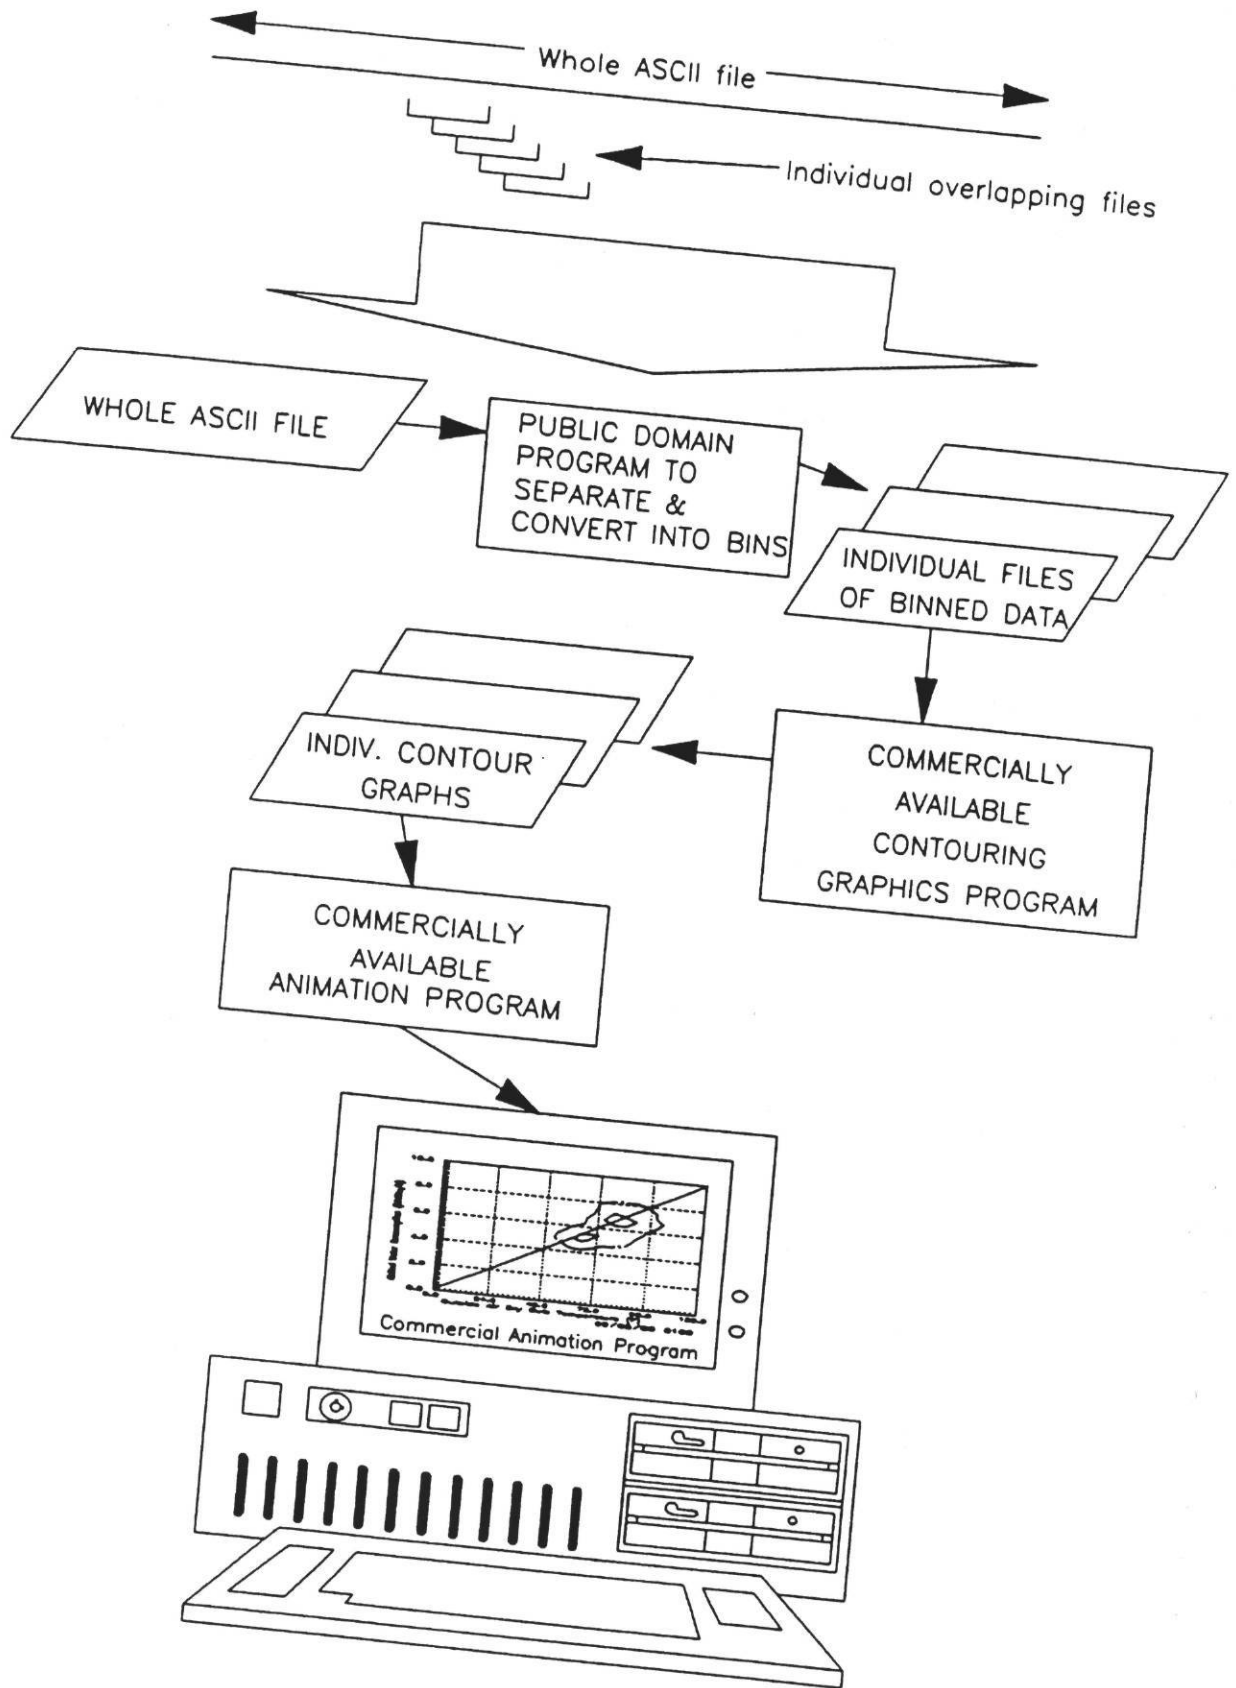 Whole ASCII file
Individual overlapping files
WHOLE ASCII FILE
PUBLIC DOMAIN
PROGRAM TO
SEPARATE &
CONVERT INTO BINS
INDIVIDUAL FILES
OF BINNED DATA
INDIV. CONTOUR
GRAPHS
COMMERCIALLY
AVAILABLE
CONTOURING
GRAPHICS PROGRAM
COMMERCIALLY
AVAILABLE
ANIMATION PROGRAM
Commercial Animation Program